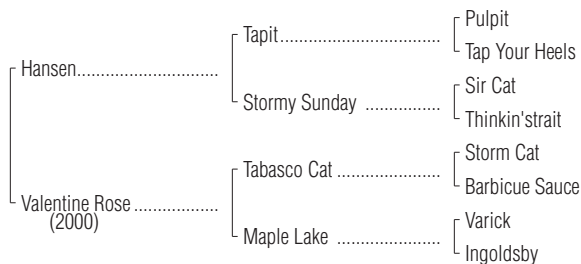 Pulpit
Tapit
Tap Your Heels
Hansen
Sir Cat
Stormy Sunday
Thinkin'strait
Storm Cat
Tabasco Cat
Barbicue Sauce
Valentine Rose
(2000)
Varick
Maple Lake
Ingoldsby